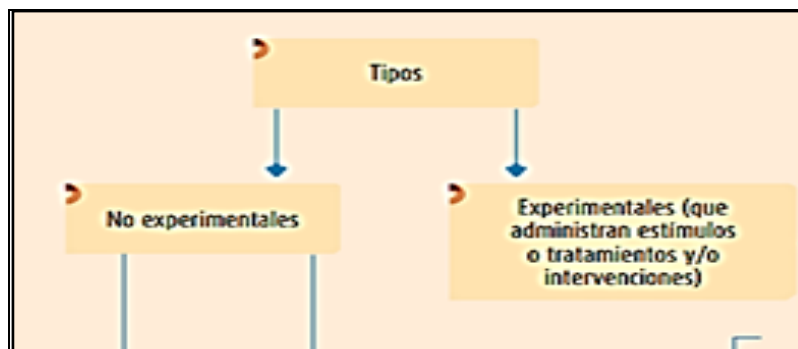 Tipos
No experimentales
Experimentales (que
administran estímulos
o tratamientos y/o
intervenciones)